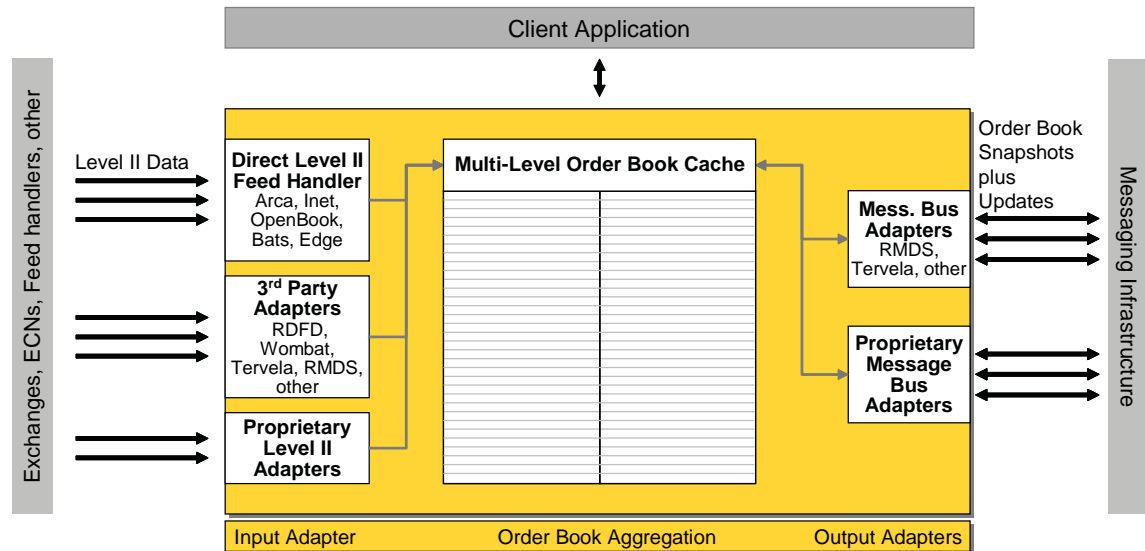 Client Application
Exchanges, ECNs, Feed handlers, other
Level II Data
Direct Level II
Feed Handler
Arca, Inet,
OpenBook,
Bats, Edge
3rd Party
Adapters
RDFD,
Wombat,
Tervela, RMDS,
other
Proprietary
Level II
Adapters
Multi-Level Order Book Cache
Mess. Bus
Adapters
RMDS,
Tervela, other
Proprietary
Message
Bus
Adapters
Order Book
Snapshots
plus
Updates
Messaging Infrastructure
Input Adapter
Order Book Aggregation
Output Adapters